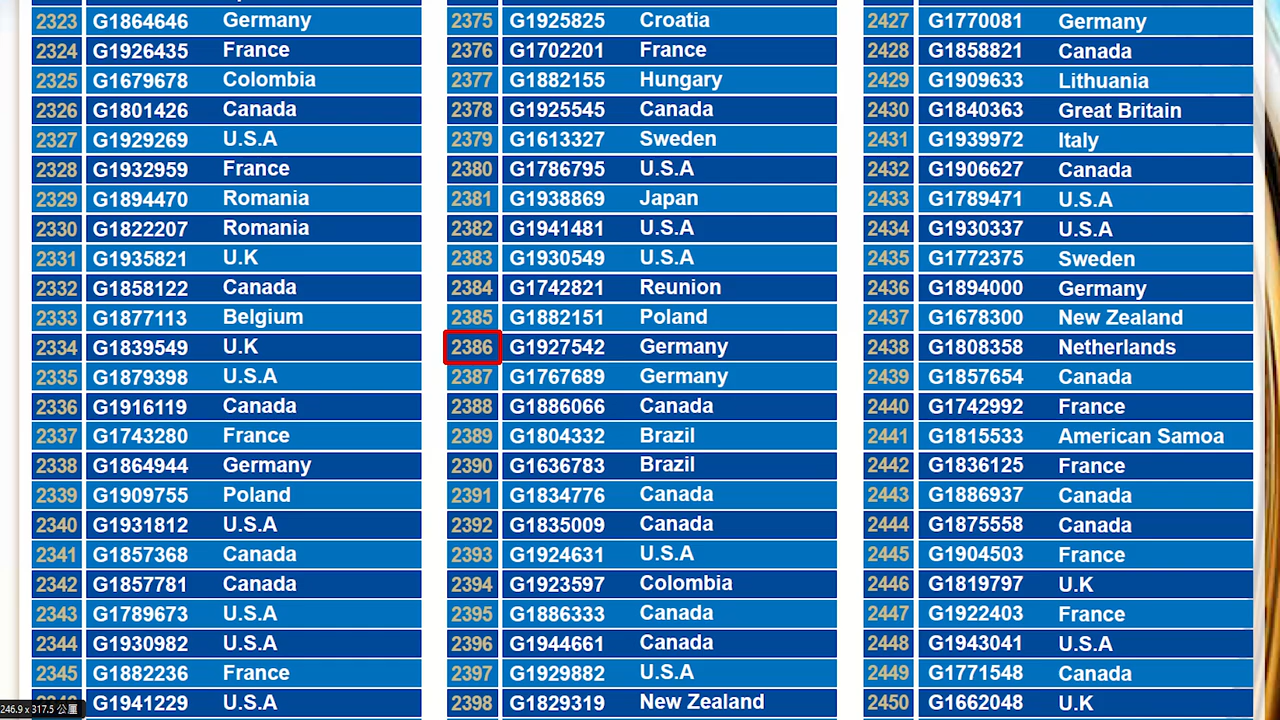 2323 G1864646 Germany
2324 G1926435 France
2325 G1679678 Colombia
2326 G1801426 Canada
2327 G1929269 U.S.A
2328 G1932959 France
2329 G1894470 Romania
2330 G1822207 Romania
2331 G1935821 U.K
2332 G1858122 Canada
2333 G1877113 Belgium
2334 G1839549 U.K
2335 G1879398 U.S.A
2336 G1916119 Canada
2337 G1743280 France
2338 G1864944 Germany
2339 G1909755 Poland
2340 G1931812 U.S.A
2341 G1857368 Canada
2342 G1857781 Canada
2343 G1789673 U.S.A
2344 G1930982 U.S.A
2345 G1882236 France
G1941229 U.S.A
2375 G1925825 Croatia
2376 G1702201 France
2377 G1882155 Hungary
2378 G1925545 Canada
2379 G1613327 Sweden
2380 G1786795 U.S.A
2381 G1938869 Japan
2382 G1941481 U.S.A
2383 G1930549 U.S.A
2384 G1742821 Reunion
2385 G1882151 Poland
2386 G1927542 Germany
2387 G1767689 Germany
2388 G1886066 Canada
2389 G1804332 Brazil
2390 G1636783 Brazil
2391 G1834776 Canada
2392 G1835009 Canada
2393 G1924631 U.S.A
2394 G1923597 Colombia
2395 G1886333 Canada
2396 G1944661 Canada
2397 G1929882 U.S.A
2398 G1829319 New Zealand
2427 G1770081 Germany
2428 G1858821 Canada
2429 G1909633 Lithuania
2430 G1840363 Great Britain
2431 G1939972 Italy
2432 G1906627 Canada
2433 G1789471 U.S.A
2434 G1930337 U.S.A
2435 G1772375 Sweden
2436 G1894000 Germany
2437 G1678300 New Zealand
2438 G1808358 Netherlands
2439 G1857654 Canada
2440 G1742992 France
2441 G1815533 American Samoa
2442 G1836125 France
2443 G1886937 Canada
2444 G1875558 Canada
2445 G1904503 France
2446 G1819797 U.K
2447 G1922403 France
2448 G1943041 U.S.A
2449 G1771548 Canada
2450 G1662048 U.K
246.9 x 317.5 公厘